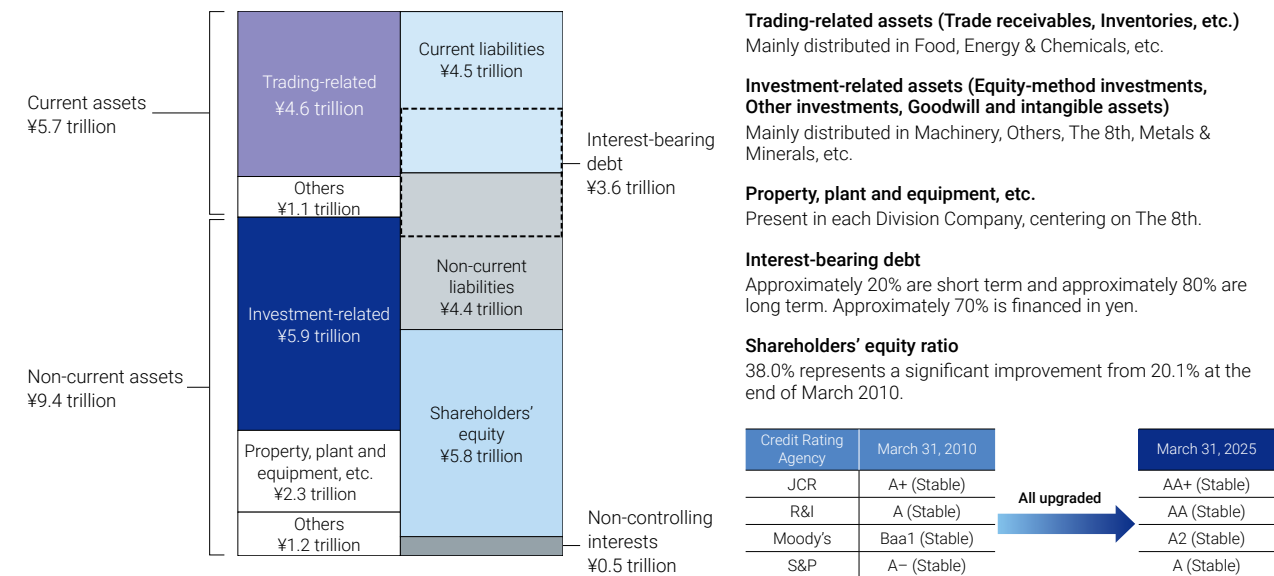 Current assets
¥5.7 trillion
Non-current assets
¥9.4 trillion
Trading-related
¥4.6 trillion
Others
¥1.1 trillion
Investment-related
¥5.9 trillion
Property, plant and
equipment, etc.
¥2.3 trillion
Others
¥1.2 trillion
Current liabilities
¥4.5 trillion
Non-current
liabilities
¥4.4 trillion
Shareholders’
equity
¥5.8 trillion
Interest-bearing
debt
¥3.6 trillion
Non-controlling
interests
¥0.5 trillion
Trading-related assets (Trade receivables, Inventories, etc.)
Mainly distributed in Food, Energy & Chemicals, etc.
Investment-related assets (Equity-method investments,
Other investments, Goodwill and intangible assets)
Mainly distributed in Machinery, Others, The 8th, Metals &
Minerals, etc.
Property, plant and equipment, etc.
Present in each Division Company, centering on The 8th.
Interest-bearing debt
Approximately 20% are short term and approximately 80% are
long term. Approximately 70% is financed in yen.
Shareholders’ equity ratio
38.0% represents a significant improvement from 20.1% at the
end of March 2010.
Credit Rating
Agency
March 31, 2010
March 31, 2025
JCR
A+ (Stable)
AA+ (Stable)
All upgraded
R&I
A (Stable)
AA (Stable)
Moody’s
Baa1 (Stable)
A2 (Stable)
S&P
A− (Stable)
A (Stable)